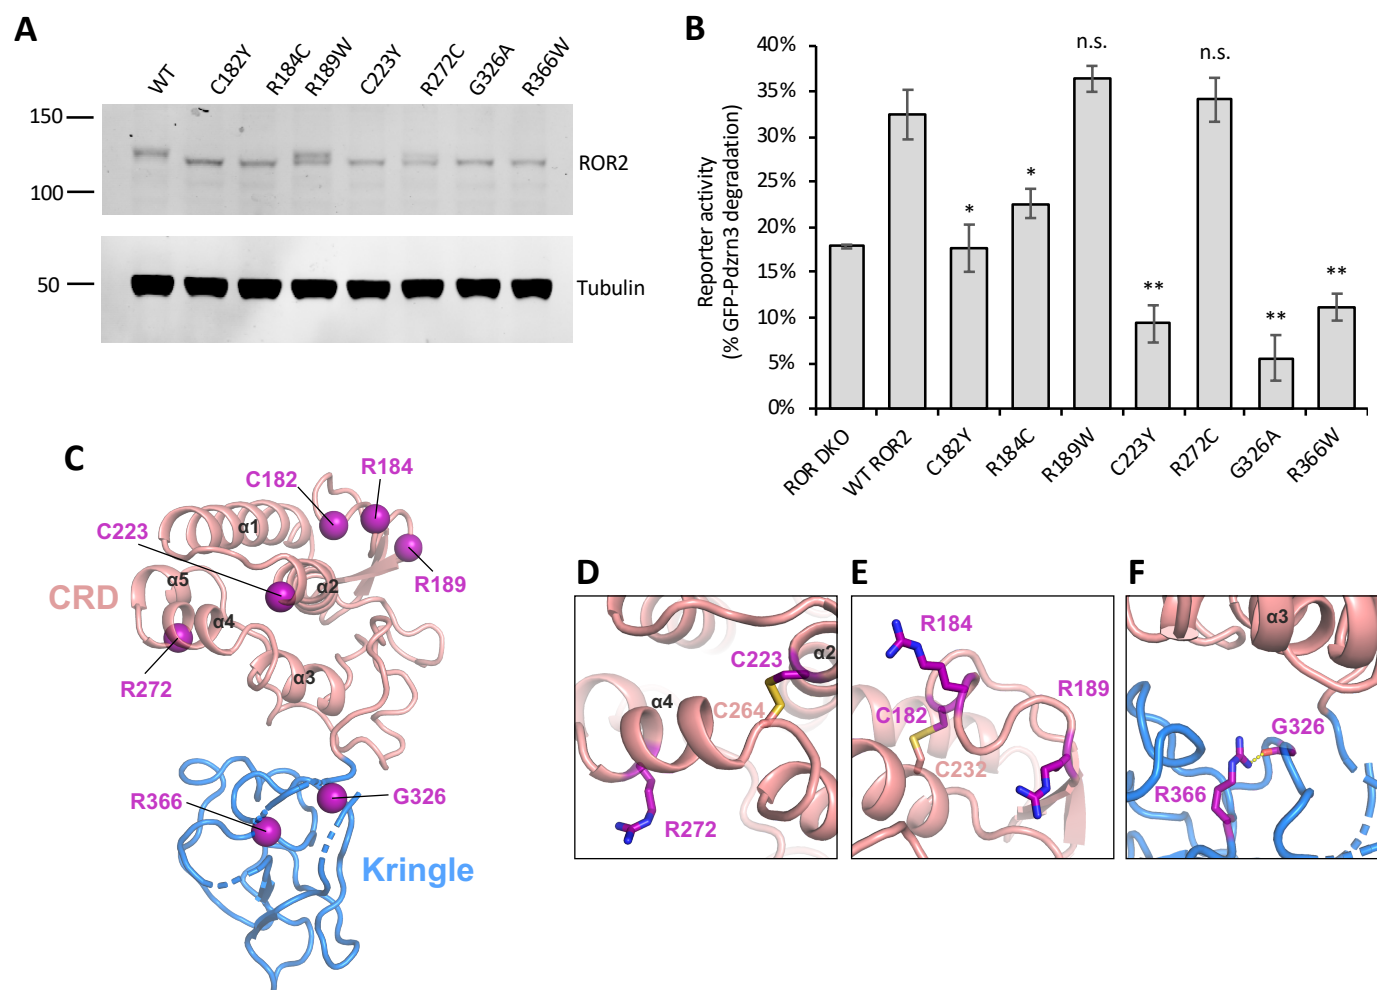 A
WT
C182Y
R184C
R189W
C223Y
R272C
G326A
R366W
150
100
ROR2
50
Tubulin
B
Reporter activity
(% GFP-Pdzrn3 degradation)
40%
35%
30%
25%
20%
15%
10%
5%
0%
*
*
n.s.
**
n.s.
**
**
ROR DKO
WT ROR2
C182Y
R184C
R189W
C223Y
R272C
G326A
R366W
C
R184
C182
C223
α1
R189
α5
α2
CRD
α4
R272
α3
R366
G326
Kringle
D
C223
α2
α4
C264
R272
E
R184
R189
C182
C232
F
α3
G326
R366